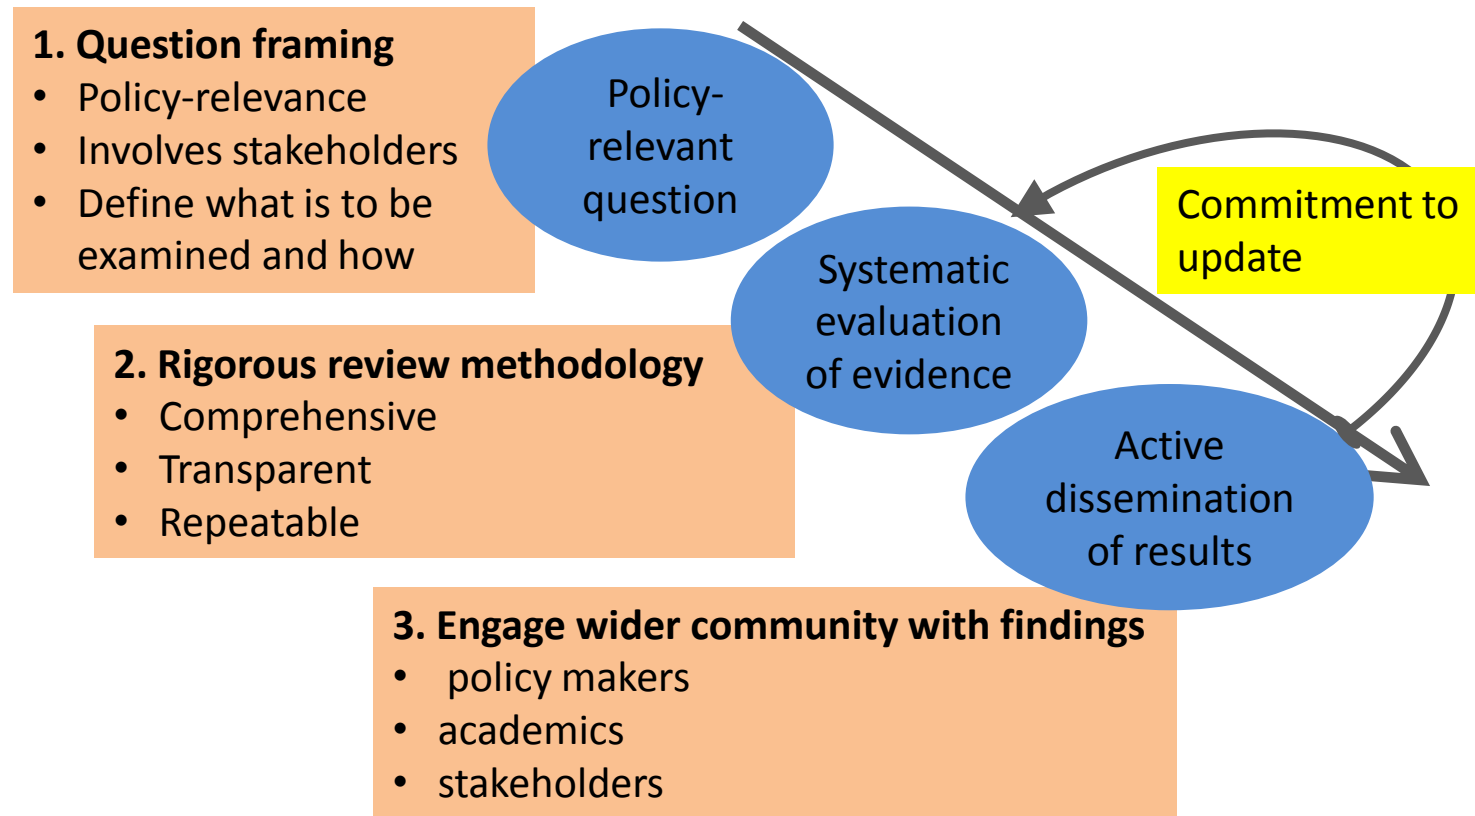 1. Question framing
• Policy-relevance
• Involves stakeholders
• Define what is to be
examined and how
Policy-
relevant
question
Commitment to
update
Systematic
evaluation
of evidence
2. Rigorous review methodology
• Comprehensive
• Transparent
• Repeatable
Active
dissemination
of results
3. Engage wider community with findings
• policy makers
• academics
• stakeholders